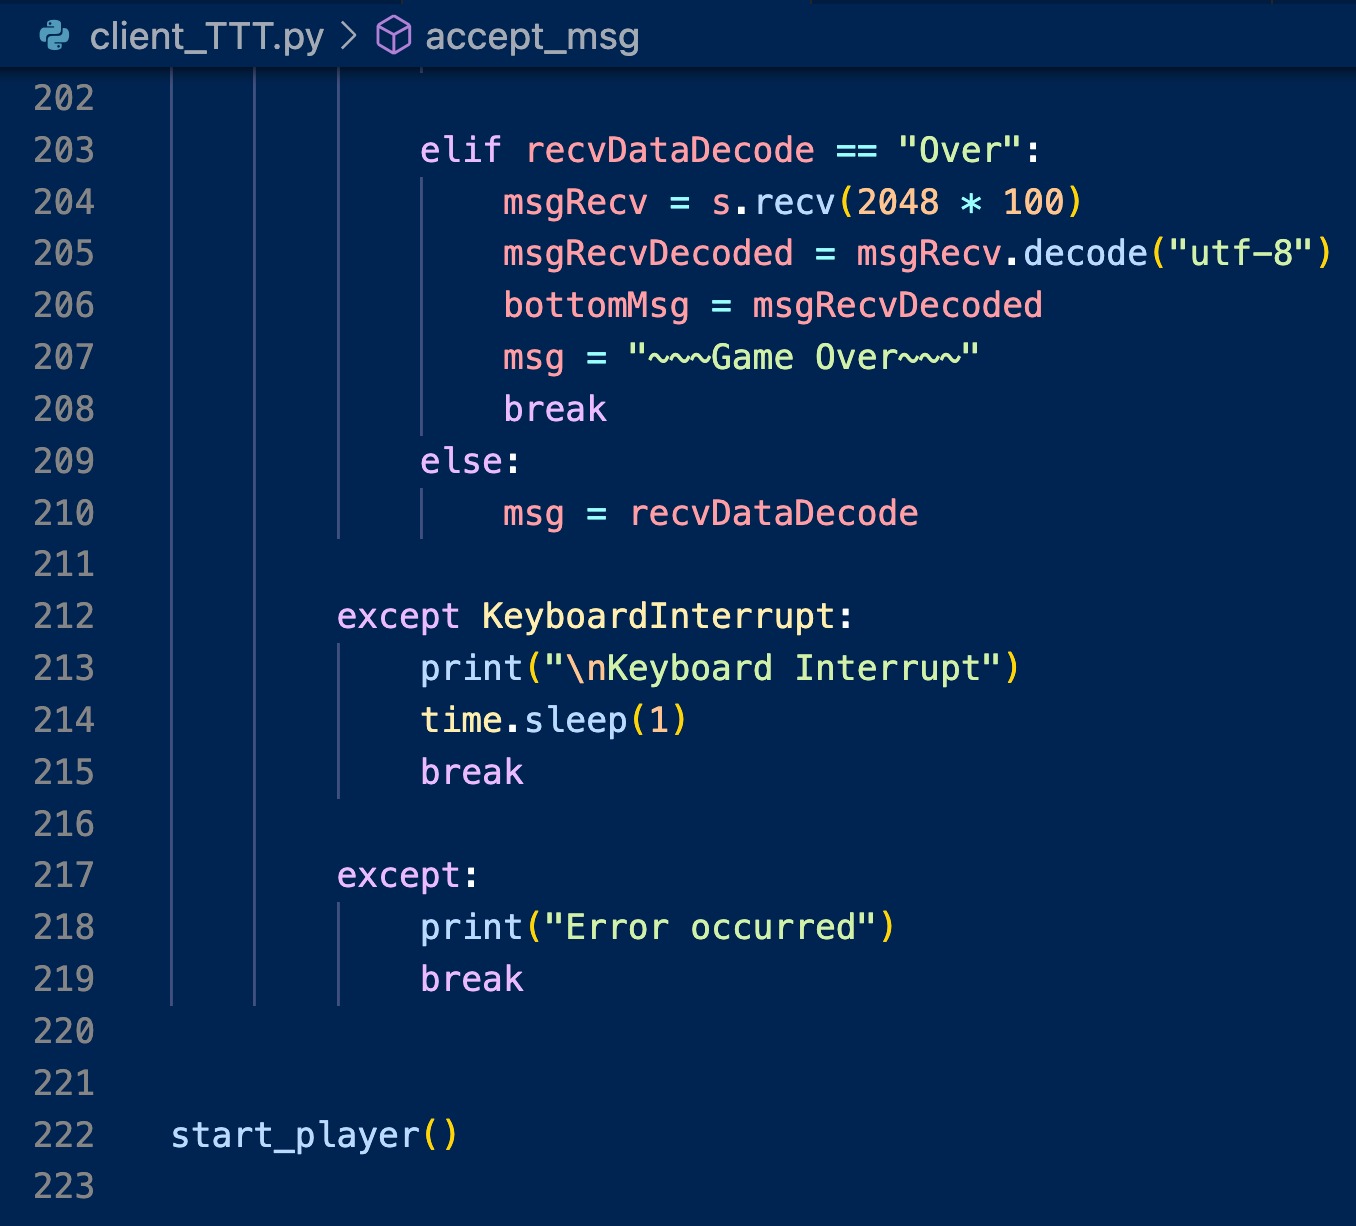 client_TTT.py > accept_msg
202
203 elif recvDataDecode == "Over":
204 msgRecv = s.recv(2048 * 100)
205 msgRecvDecoded = msgRecv.decode("utf-8")
206 bottomMsg = msgRecvDecoded
207 msg = "~~~Game Over~~~"
208 break
209 else:
210 msg = recvDataDecode
211
212 except KeyboardInterrupt:
213 print("\nKeyboard Interrupt")
214 time.sleep(1)
215 break
216
217 except:
218 print("Error occurred")
219 break
220
221
222 start_player()
223